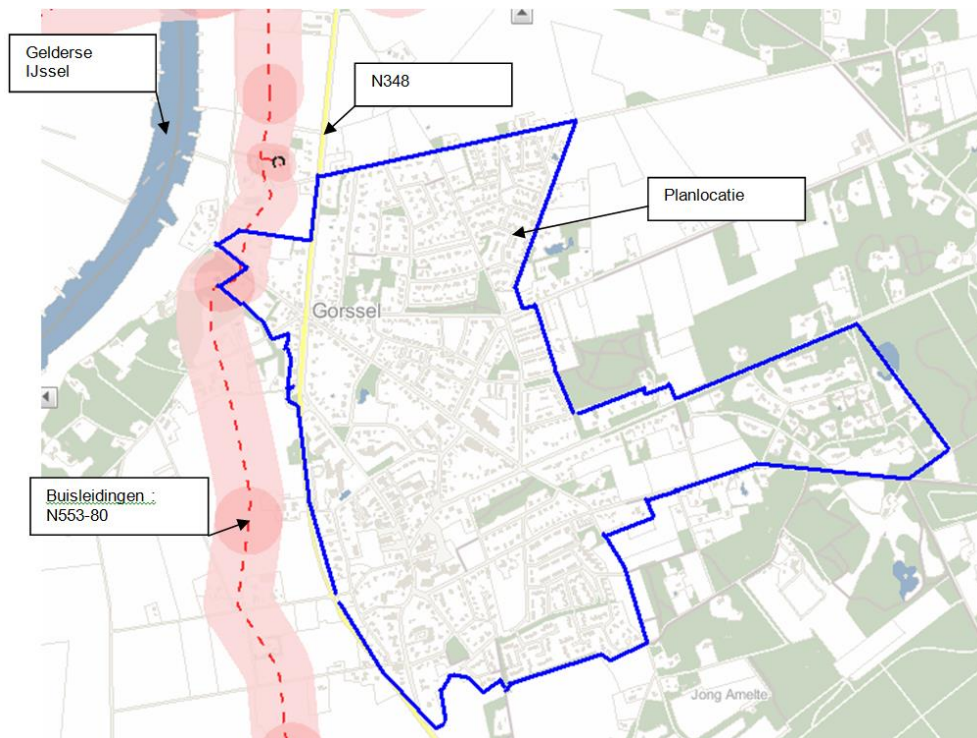 Gelderse
IJssel
N348
Planlocatie
Gorssel
Buisleidingen :
N553-80
Jong Amelte